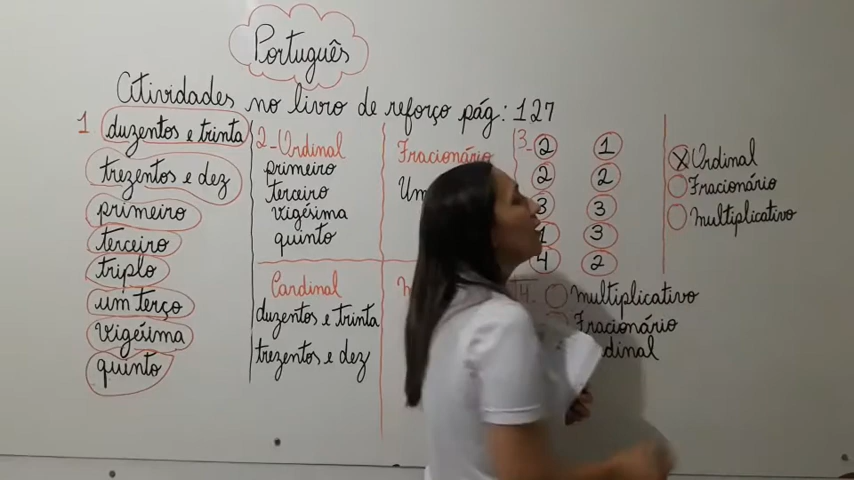 Português
Atividades no livro de reforço pág: 127
1 duzentos e trinta
trezentos e dez
primeiro
terceiro
triplo
um terço
vigésima
quinto
2- Ordinal
primeiro
terceiro
vigésima
quinto
Fracionário
Um
Cardinal
duzentos e trinta
trezentos e dez
3- 2 1
2 2
3 3
1 3
4 2
X Ordinal
Fracionário
multiplicativo
4. multiplicativo
Fracionário